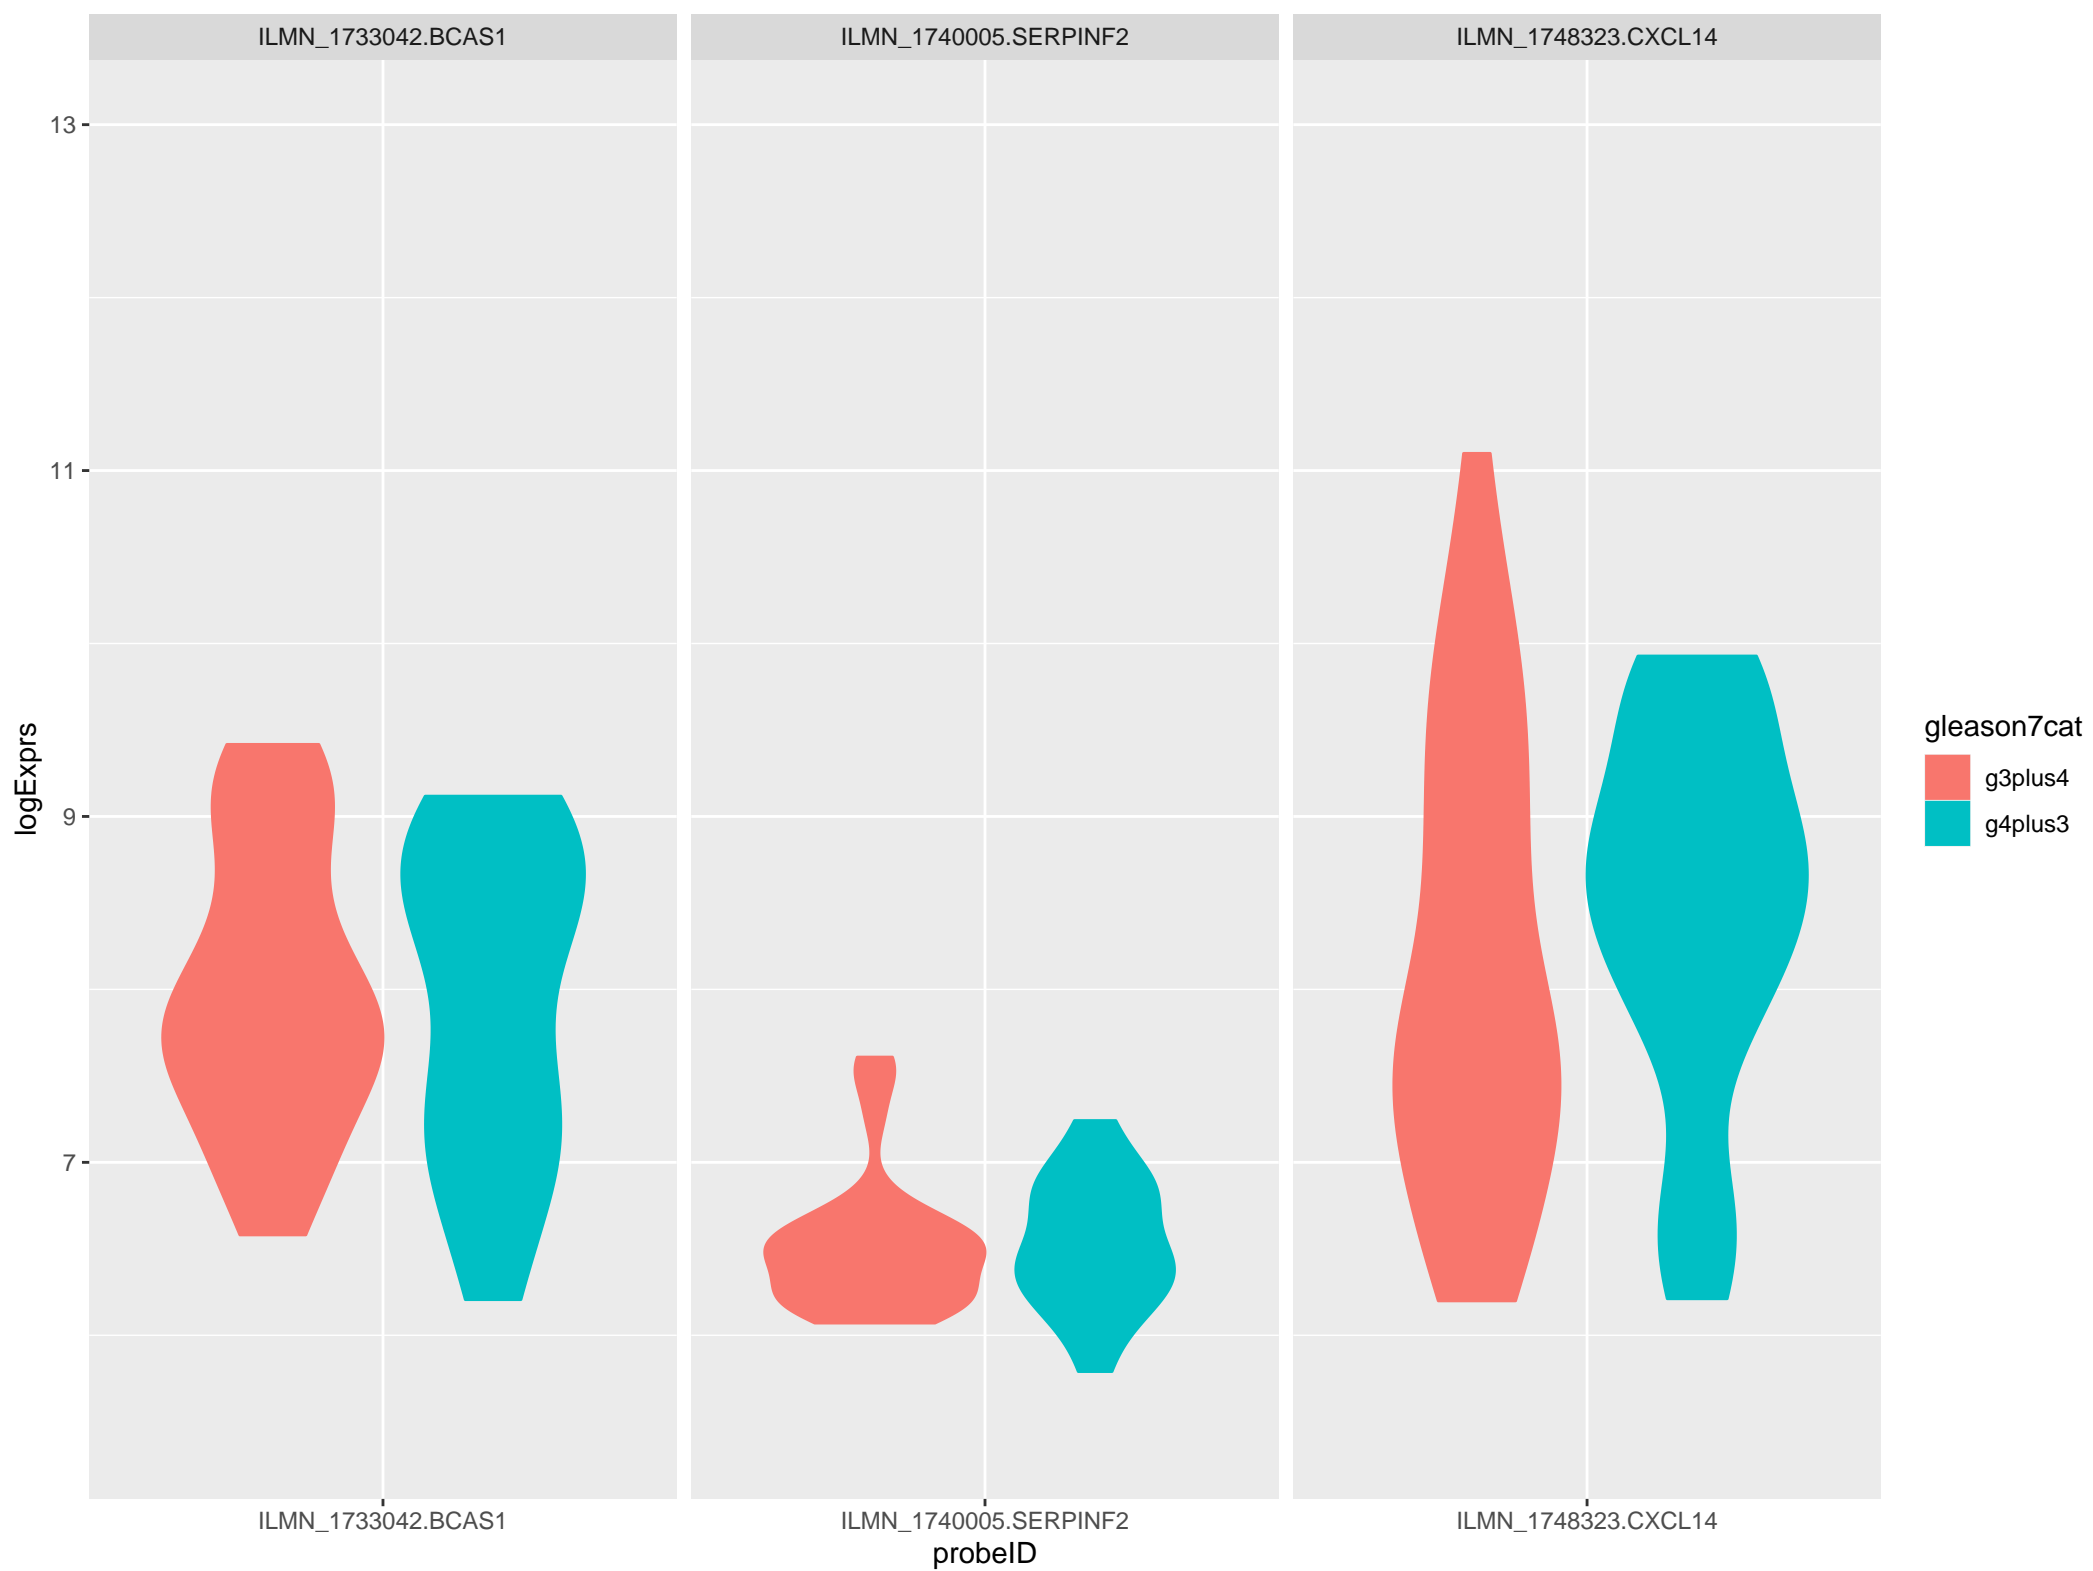 ILMN_1733042.BCAS1
ILMN_1740005.SERPINF2
ILMN_1748323.CXCL14
13
11
9
7
logExprs
ILMN_1733042.BCAS1
ILMN_1740005.SERPINF2
ILMN_1748323.CXCL14
probeID
gleason7cat
g3plus4
g4plus3